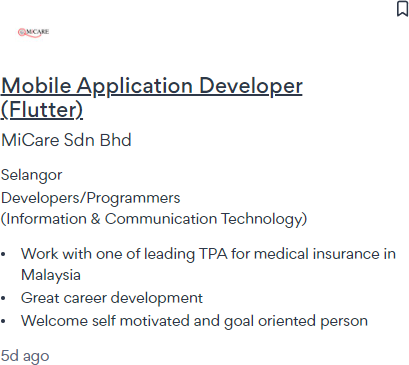 MiCARE
Mobile Application Developer
(Flutter)
MiCare Sdn Bhd
Selangor
Developers/Programmers
(Information & Communication Technology)
• Work with one of leading TPA for medical insurance in
Malaysia
• Great career development
• Welcome self motivated and goal oriented person
5d ago